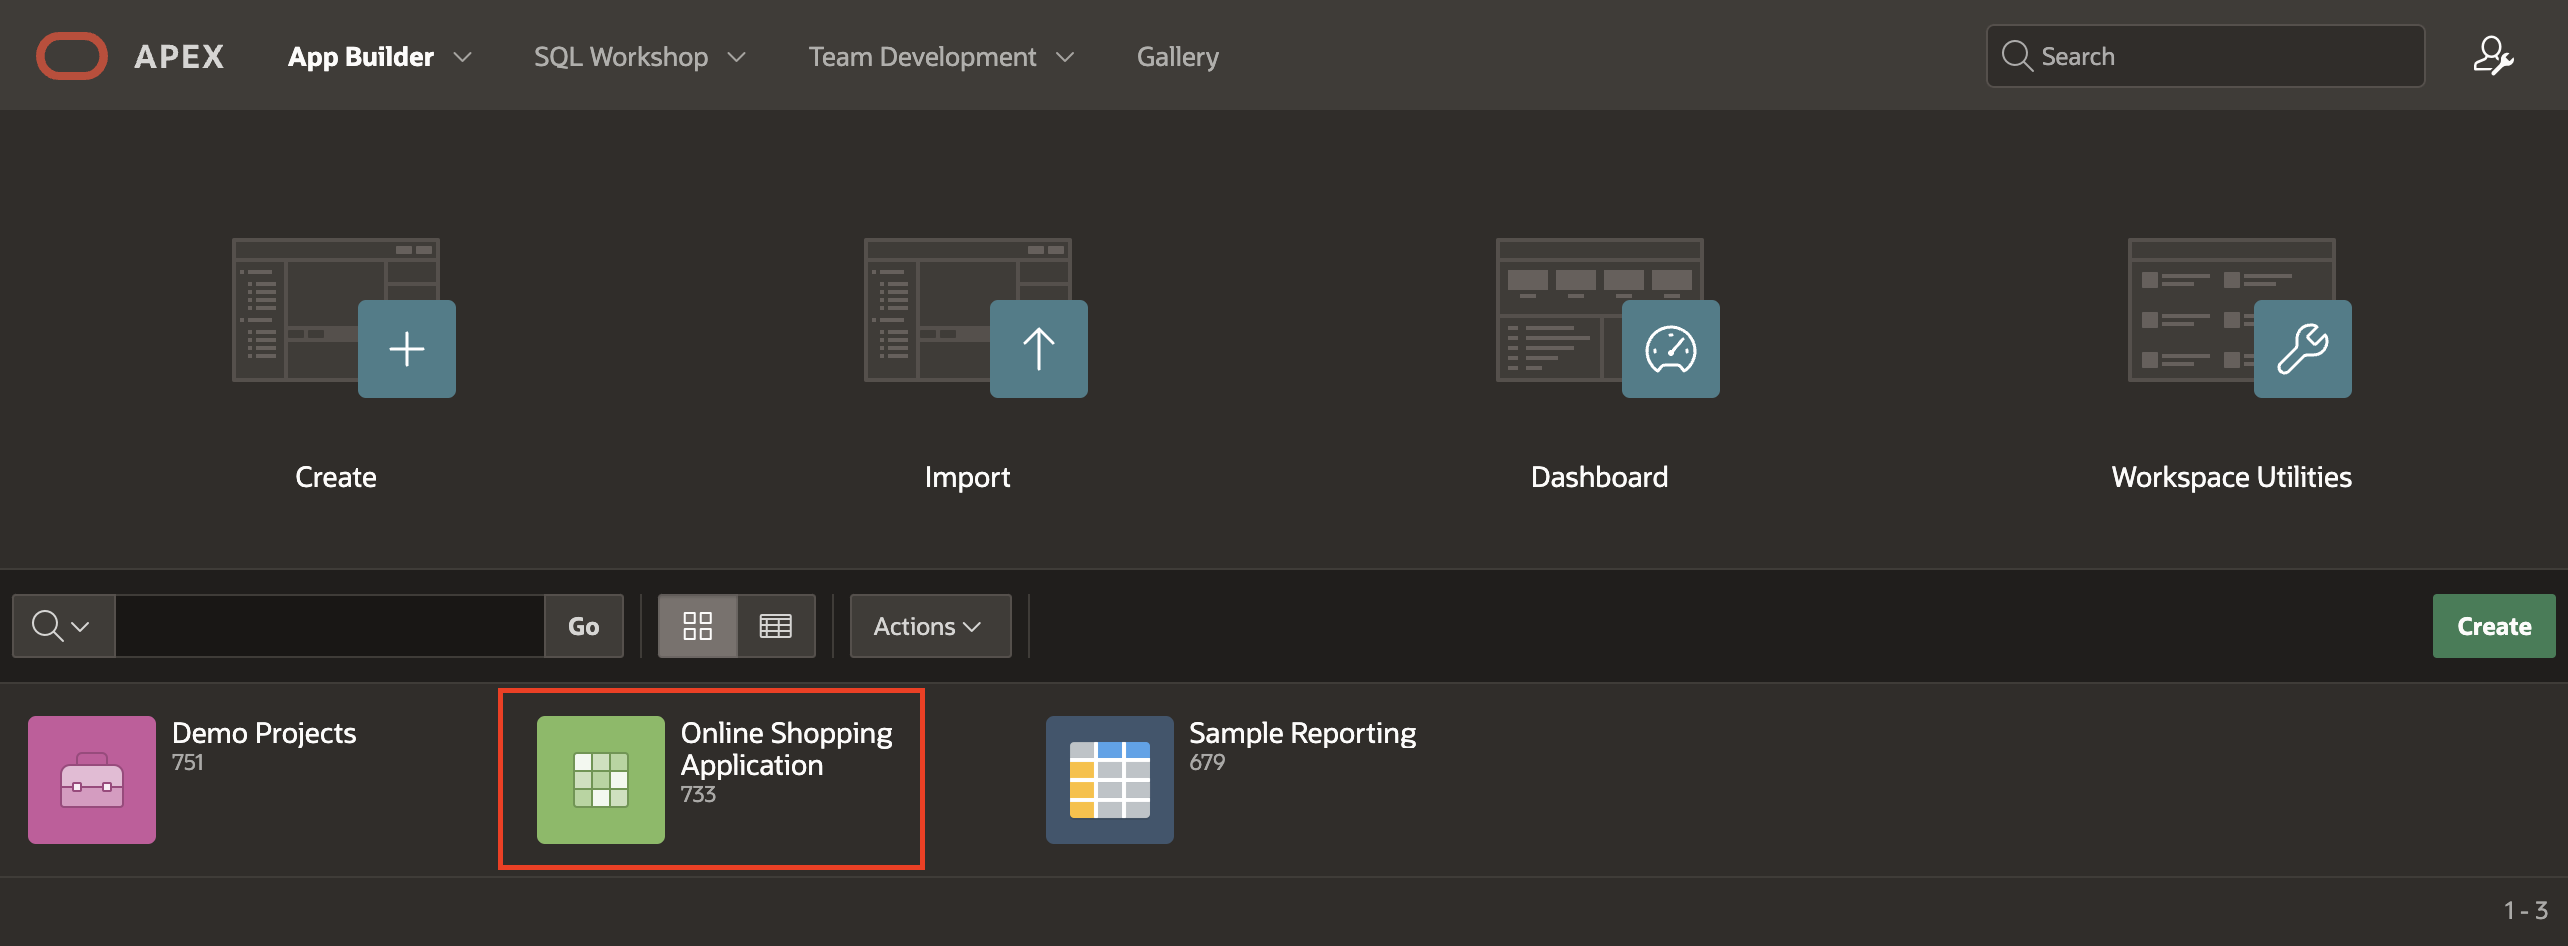 APEX App Builder SQL Workshop Team Development Gallery Search
Create Import Dashboard Workspace Utilities
Go Actions Create
Demo Projects
751
Online Shopping
Application
733
Sample Reporting
679
1 - 3